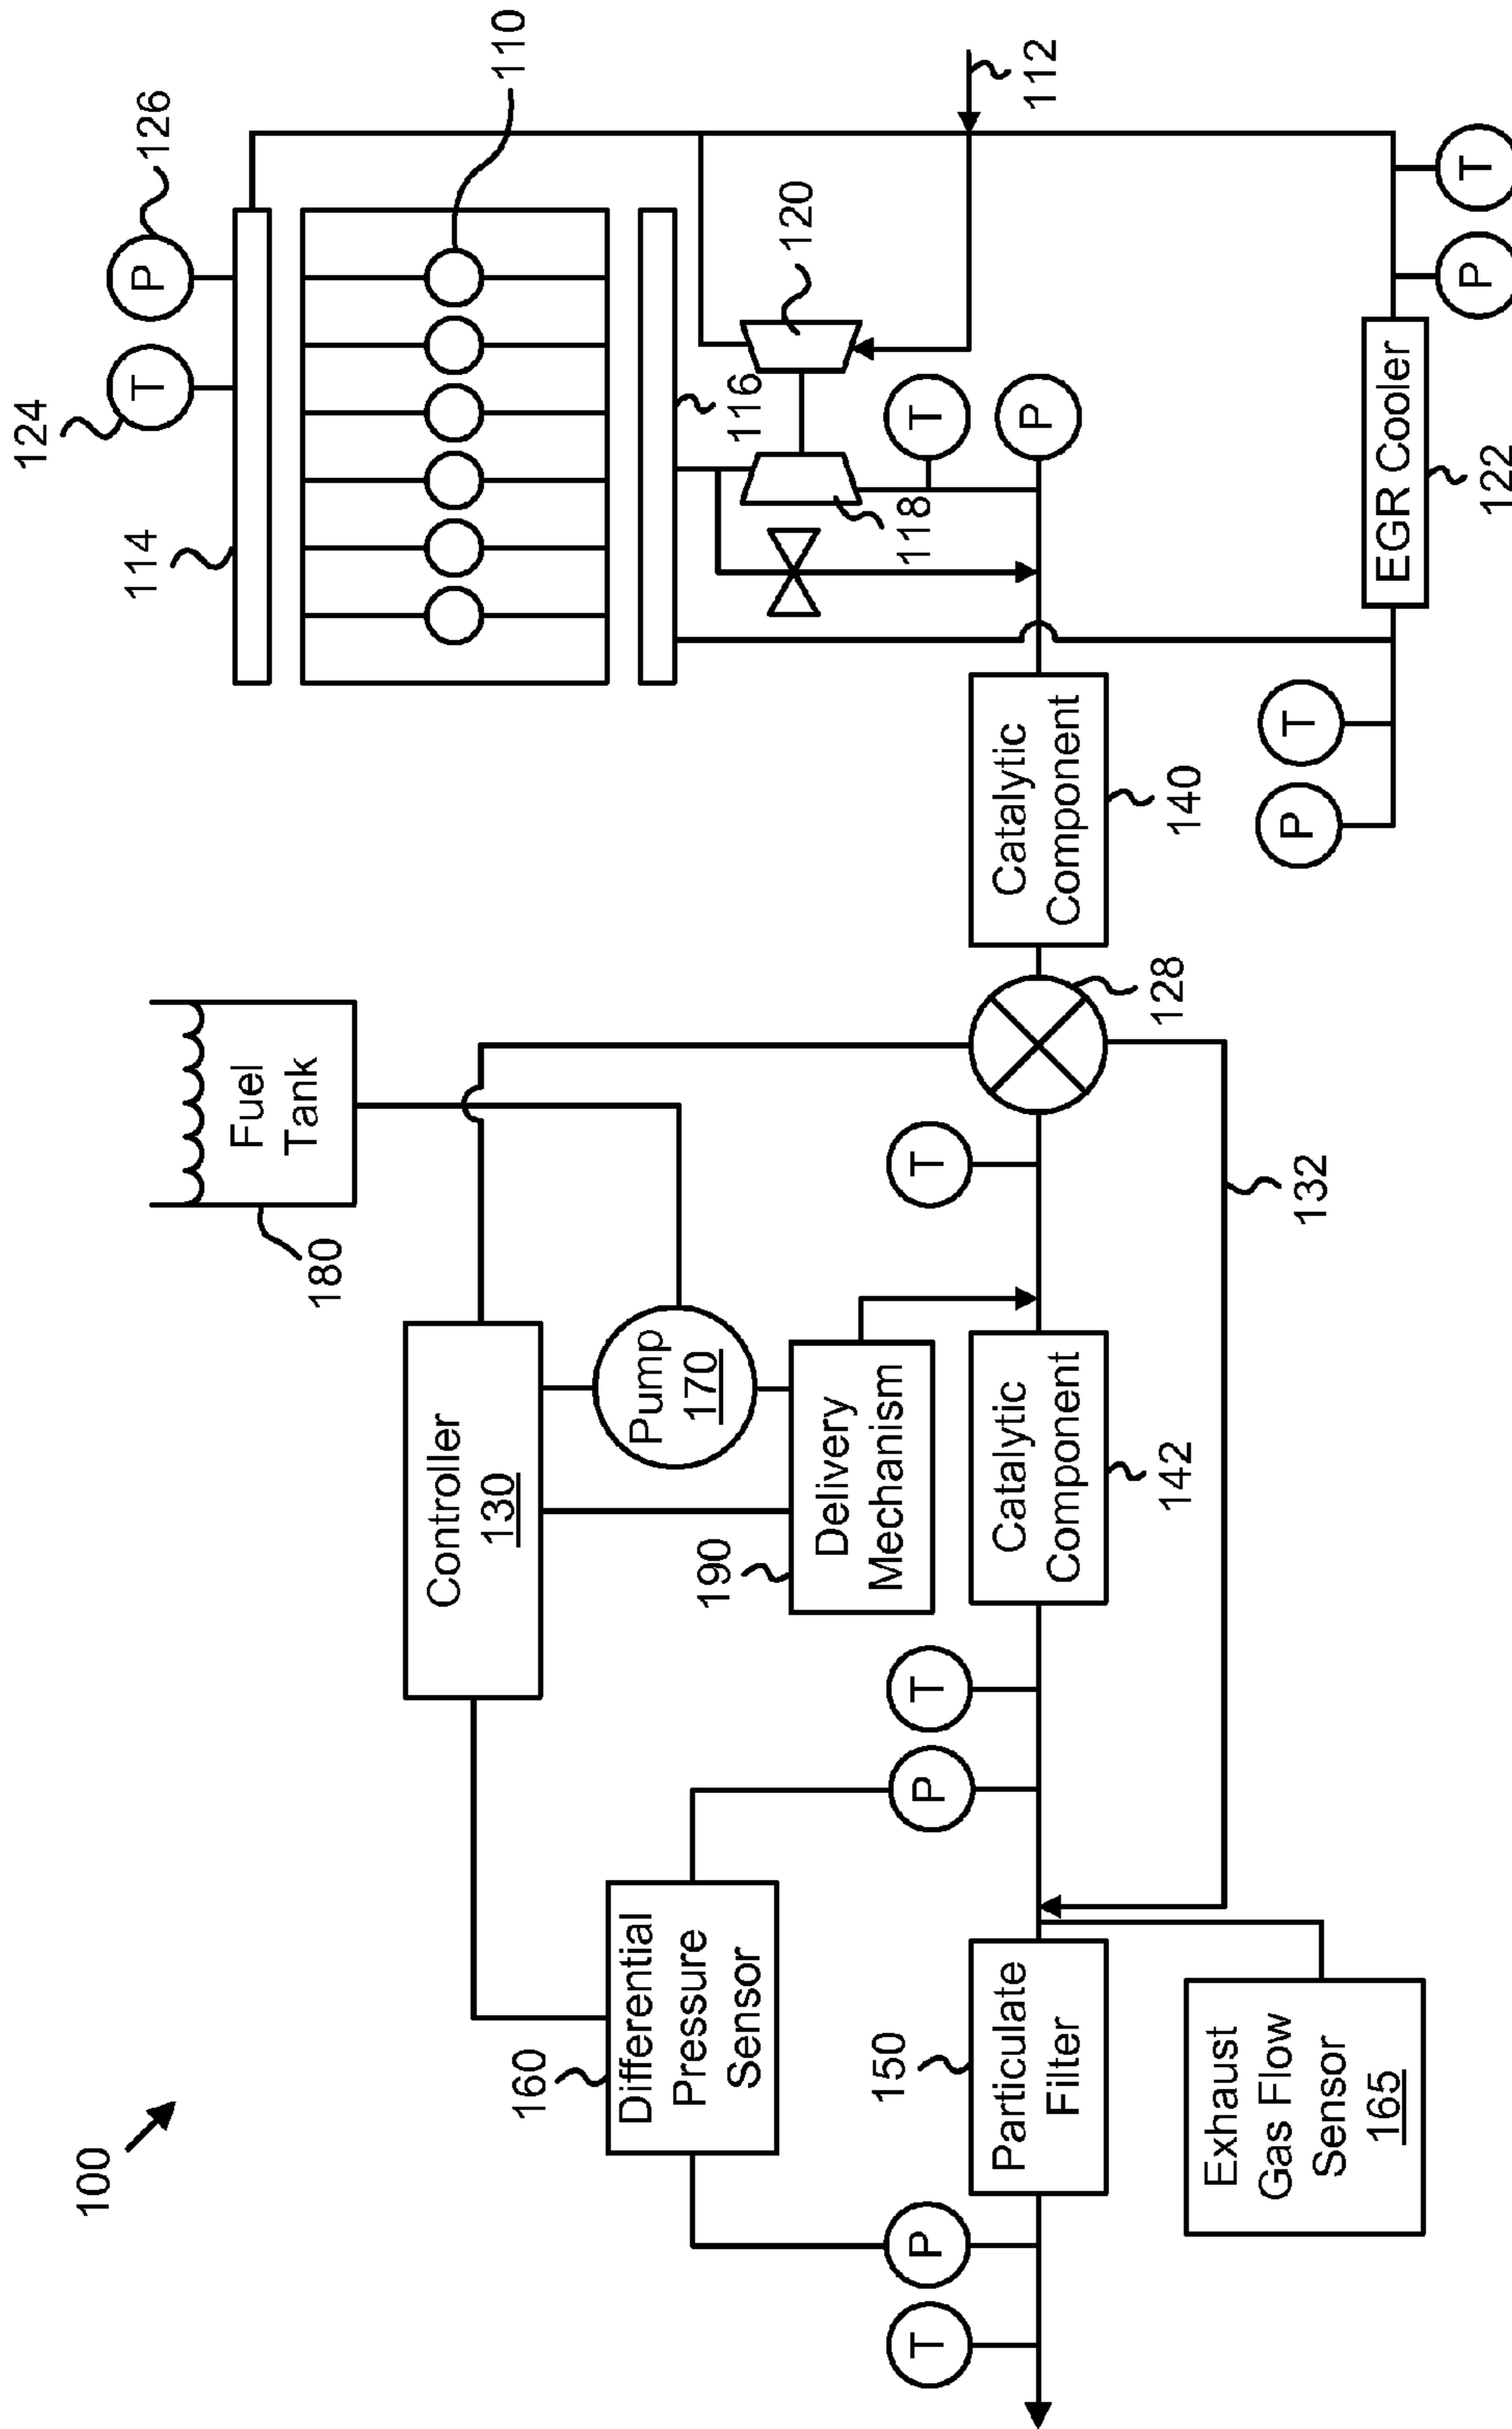 100
124
T
P
126
114
110
Fuel
Tank
180
Controller
130
116
120
112
Pump
170
118
T
P
160
Differential
Pressure
Sensor
190
Delivery
Mechanism
T
P
P
T
T
150
Particulate
Filter
Catalytic
Component
142
128
Catalytic
Component
140
Exhaust
Gas Flow
Sensor
165
132
P
T
EGR Cooler
122
P
T